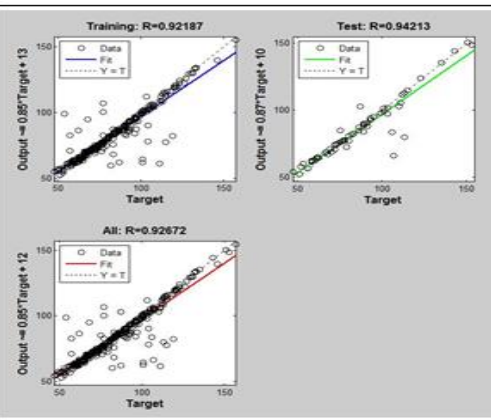 Training: R=0.92187
Output ~= 0.85*Target + 13
150
100
50
Data
Fit
Y = T
50 100 150
Target
Test: R=0.94213
Output ~= 0.87*Target + 10
150
100
50
Data
Fit
Y = T
50 100 150
Target
All: R=0.92672
Output ~= 0.85*Target + 12
150
100
50
Data
Fit
Y = T
50 100 150
Target